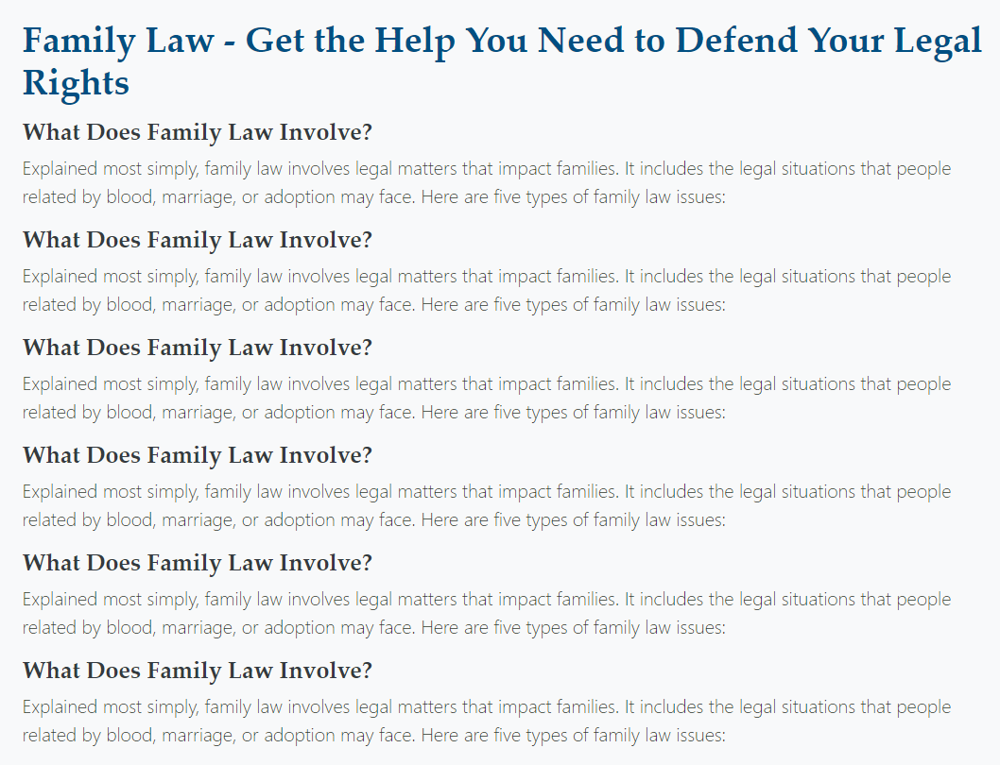 Family Law - Get the Help You Need to Defend Your Legal
Rights
What Does Family Law Involve?
Explained most simply, family law involves legal matters that impact families. It includes the legal situations that people
related by blood, marriage, or adoption may face. Here are five types of family law issues:
What Does Family Law Involve?
Explained most simply, family law involves legal matters that impact families. It includes the legal situations that people
related by blood, marriage, or adoption may face. Here are five types of family law issues:
What Does Family Law Involve?
Explained most simply, family law involves legal matters that impact families. It includes the legal situations that people
related by blood, marriage, or adoption may face. Here are five types of family law issues:
What Does Family Law Involve?
Explained most simply, family law involves legal matters that impact families. It includes the legal situations that people
related by blood, marriage, or adoption may face. Here are five types of family law issues:
What Does Family Law Involve?
Explained most simply, family law involves legal matters that impact families. It includes the legal situations that people
related by blood, marriage, or adoption may face. Here are five types of family law issues:
What Does Family Law Involve?
Explained most simply, family law involves legal matters that impact families. It includes the legal situations that people
related by blood, marriage, or adoption may face. Here are five types of family law issues: